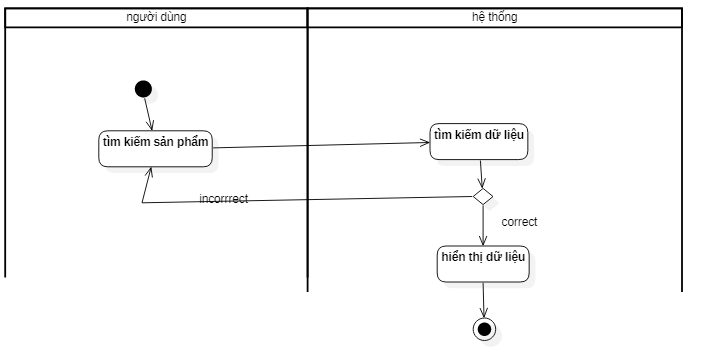 người dùng
hệ thống
tìm kiếm sản phẩm
tìm kiếm dữ liệu
incorrrect
correct
hiển thị dữ liệu